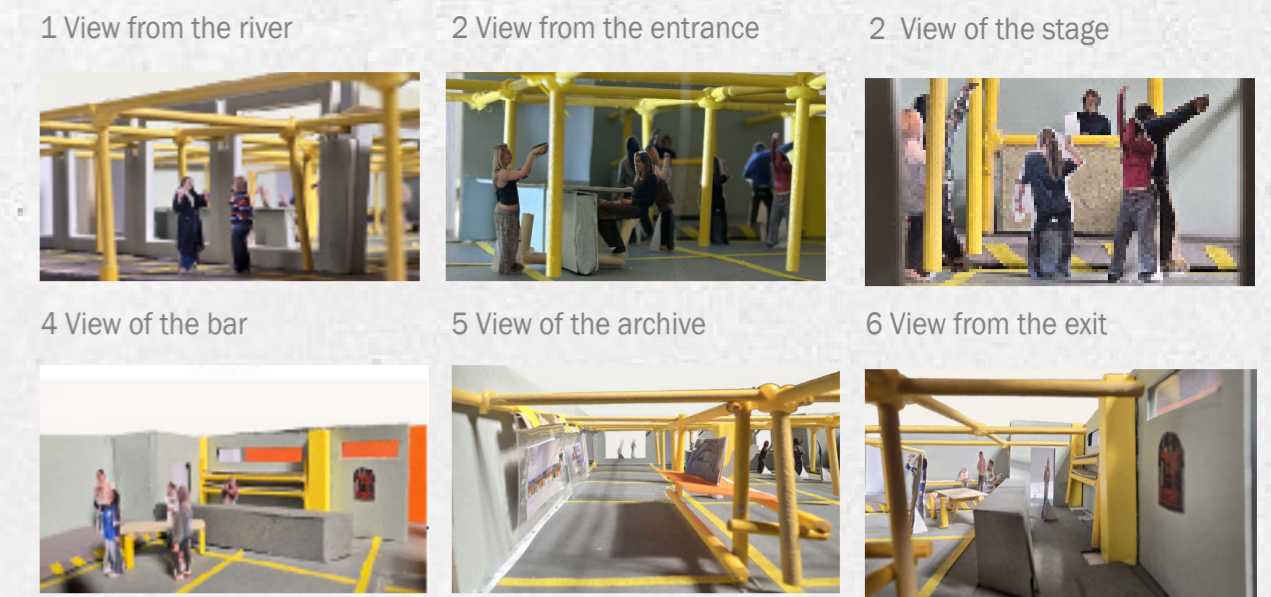 1 View from the river
2 View from the entrance
2 View of the stage
4 View of the bar
5 View of the archive
6 View from the exit